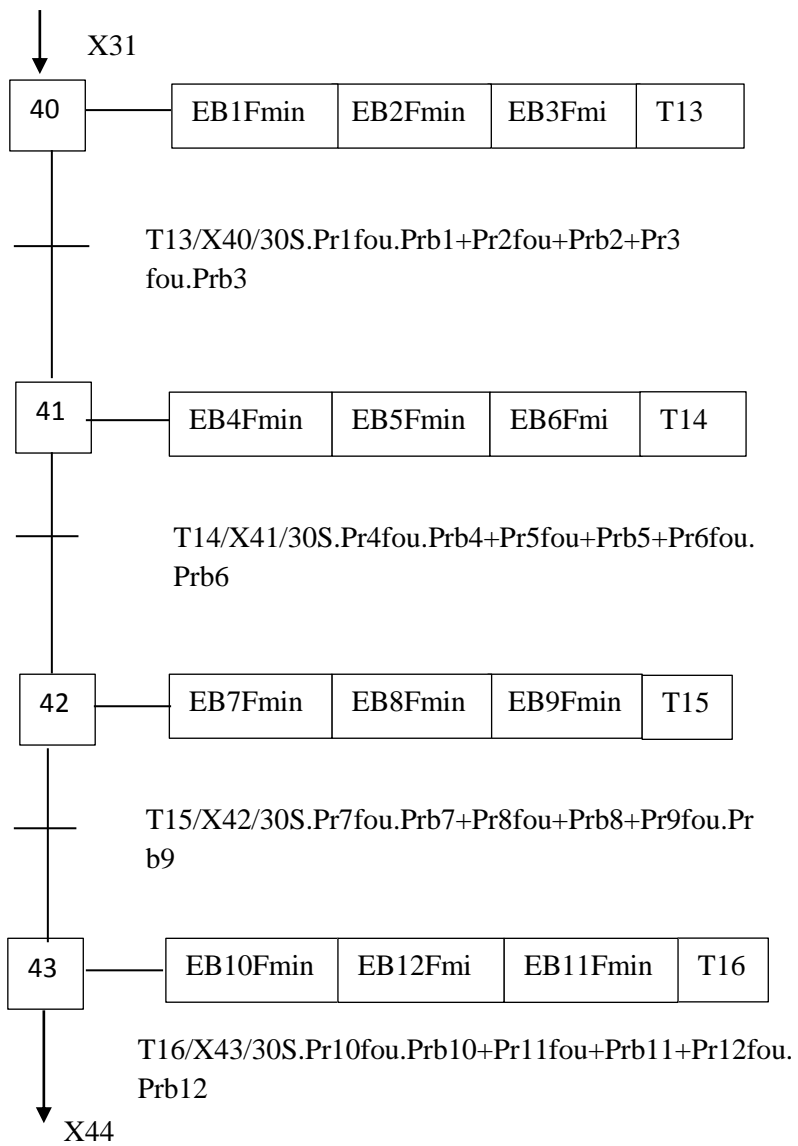 X31
40
EB1Fmin EB2Fmin EB3Fmi T13
T13/X40/30S.Pr1fou.Prb1+Pr2fou+Prb2+Pr3
fou.Prb3
41
EB4Fmin EB5Fmin EB6Fmi T14
T14/X41/30S.Pr4fou.Prb4+Pr5fou+Prb5+Pr6fou.
Prb6
42
EB7Fmin EB8Fmin EB9Fmin T15
T15/X42/30S.Pr7fou.Prb7+Pr8fou+Prb8+Pr9fou.Pr
b9
43
EB10Fmin EB12Fmi EB11Fmin T16
T16/X43/30S.Pr10fou.Prb10+Pr11fou+Prb11+Pr12fou.
Prb12
X44